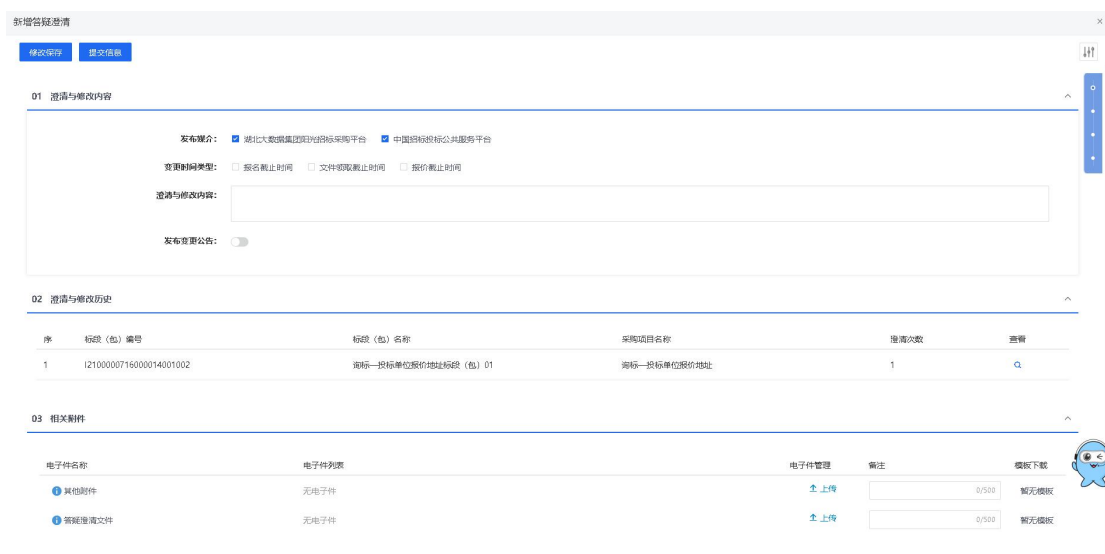 新增答疑澄清
修改保存 提交信息
01 澄清与修改内容
发布媒介： 湖北大数据集团阳光招标采购平台 中国招标投标公共服务平台
变更时间类型： 报名截止时间 文件领取截止时间 报价截止时间
澄清与修改内容：
发布变更公告：
02 澄清与修改历史
序 标段（包）编号 标段（包）名称 采购项目名称 澄清次数 查看
1 I2100000716000014001002 询标—投标单位报价地址标段（包）01 询标—投标单位报价地址 1
03 相关附件
电子件名称 电子件列表 电子件管理 备注 模板下载
其他附件 无电子件 上传 0/500 暂无模板
答疑澄清文件 无电子件 上传 0/500 暂无模板